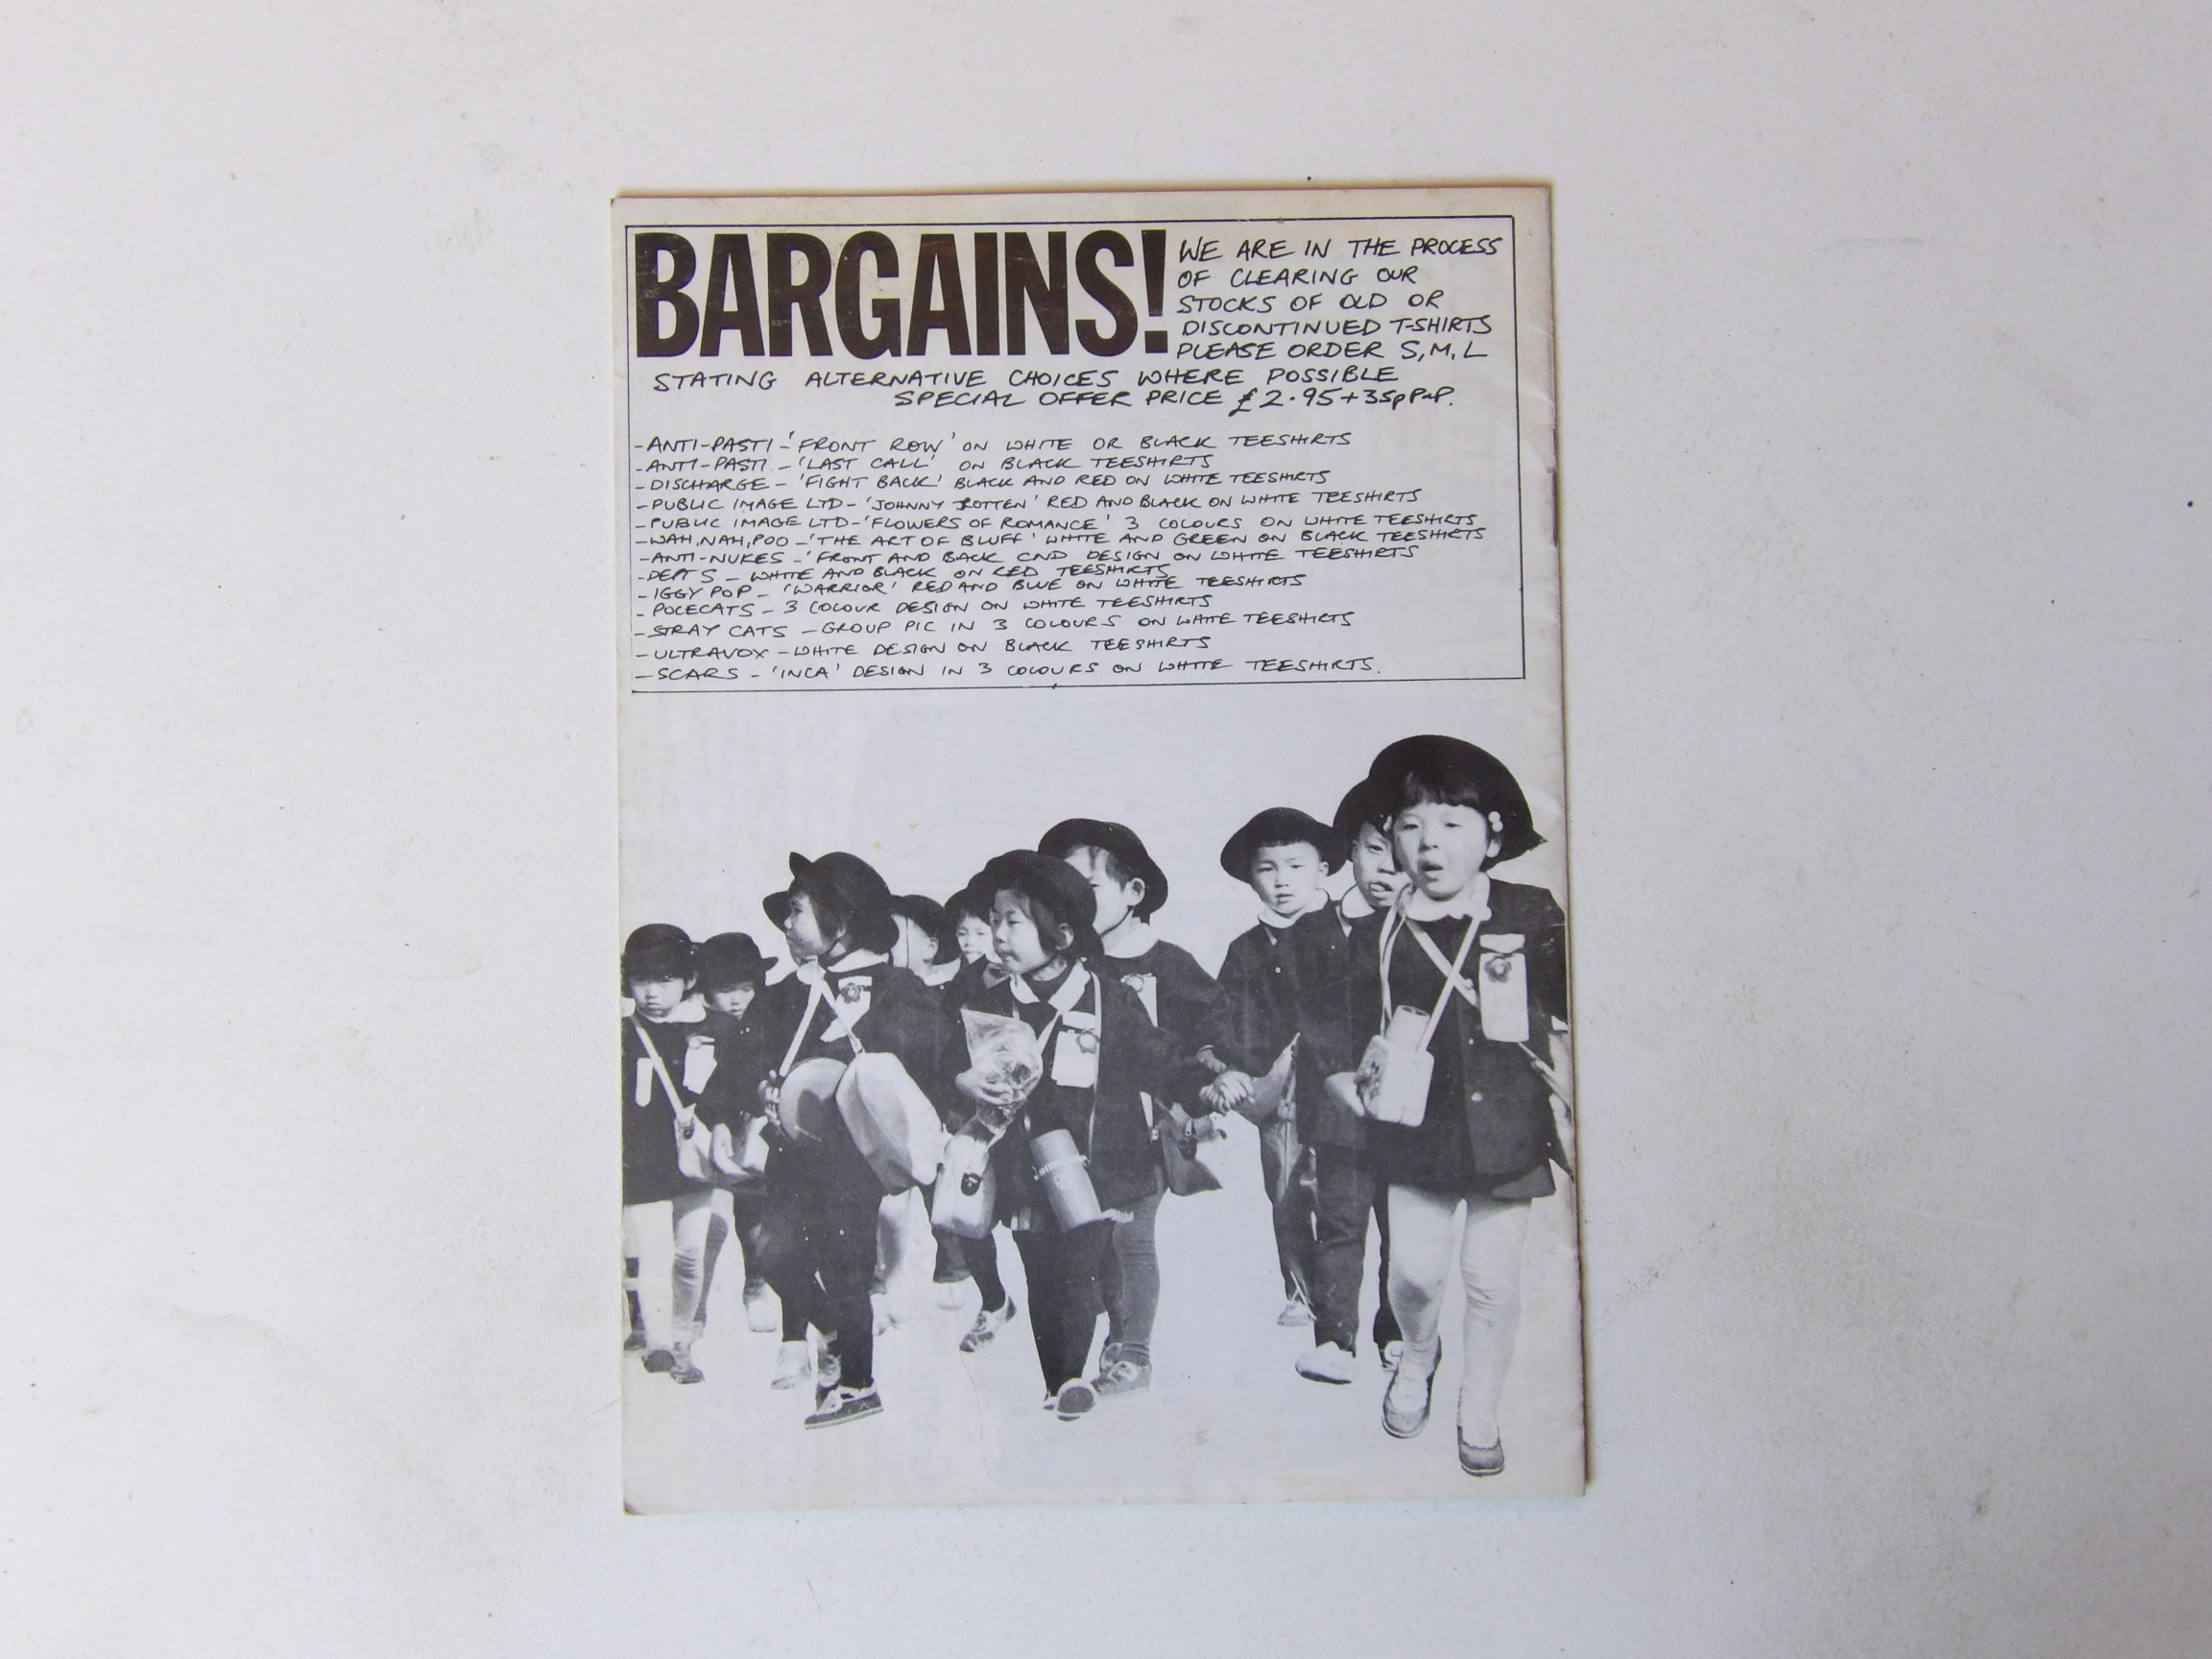 BARGAINS!
WE ARE IN THE PROCESS
OF CLEARING OUR
STOCKS OF OLD OR
DISCONTINUED T-SHIRTS
PLEASE ORDER S, M, L
STATING ALTERNATIVE CHOICES WHERE POSSIBLE
SPECIAL OFFER PRICE £2.95+35p P+P.
-ANTI-PASTI-'FRONT ROW' ON WHITE OR BLACK TEESHIRTS
-ANTI-PASTI-'LAST CALL' ON BLACK TEESHIRTS
-DISCHARGE-'FIGHT BACK' BLACK AND RED ON WHITE TEESHIRTS
-PUBLIC IMAGE LTD-'JOHNNY ROTTEN' RED AND BLACK ON WHITE TEESHIRTS
-PUBLIC IMAGE LTD-'FLOWERS OF ROMANCE' 3 COLOURS ON WHITE TEESHIRTS
-WAH,NAH,POO-'THE ART OF BLUFF' WHITE AND GREEN ON BLACK TEESHIRTS
-ANTI-NUKES-'FRONT AND BACK CND DESIGN ON WHITE TEESHIRTS
-DEPT S-WHITE AND BLACK ON RED TEESHIRTS
-IGGY POP-'WARRIOR' RED AND BLUE ON WHITE TEESHIRTS
-POLECATS-3 COLOUR DESIGN ON WHITE TEESHIRTS
-STRAY CATS-GROUP PIC IN 3 COLOURS ON WHITE TEESHIRTS
-ULTRAVOX-WHITE DESIGN ON BLACK TEESHIRTS
-SCARS-'INCA' DESIGN IN 3 COLOURS ON WHITE TEESHIRTS.